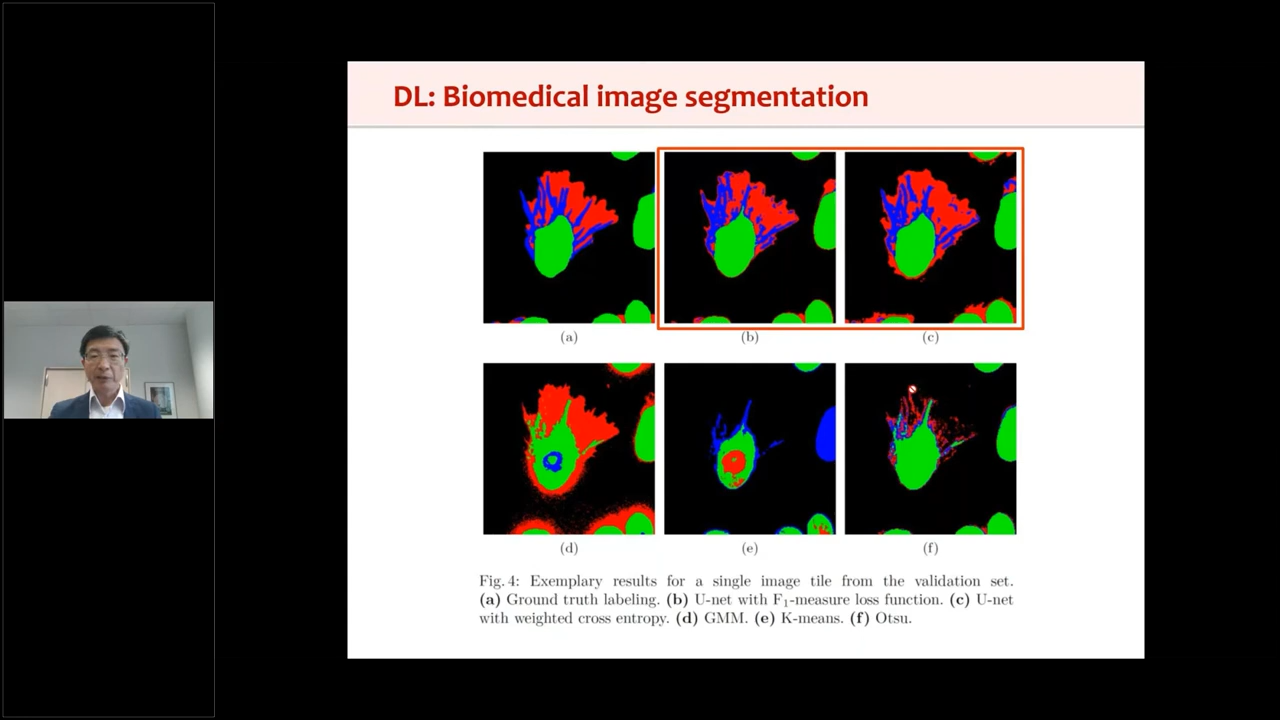 DL: Biomedical image segmentation
(a)
(b)
(c)
(d)
(e)
(f)
Fig. 4: Exemplary results for a single image tile from the validation set.
(a) Ground truth labeling. (b) U-net with F₁-measure loss function. (c) U-net
with weighted cross entropy. (d) GMM. (e) K-means. (f) Otsu.